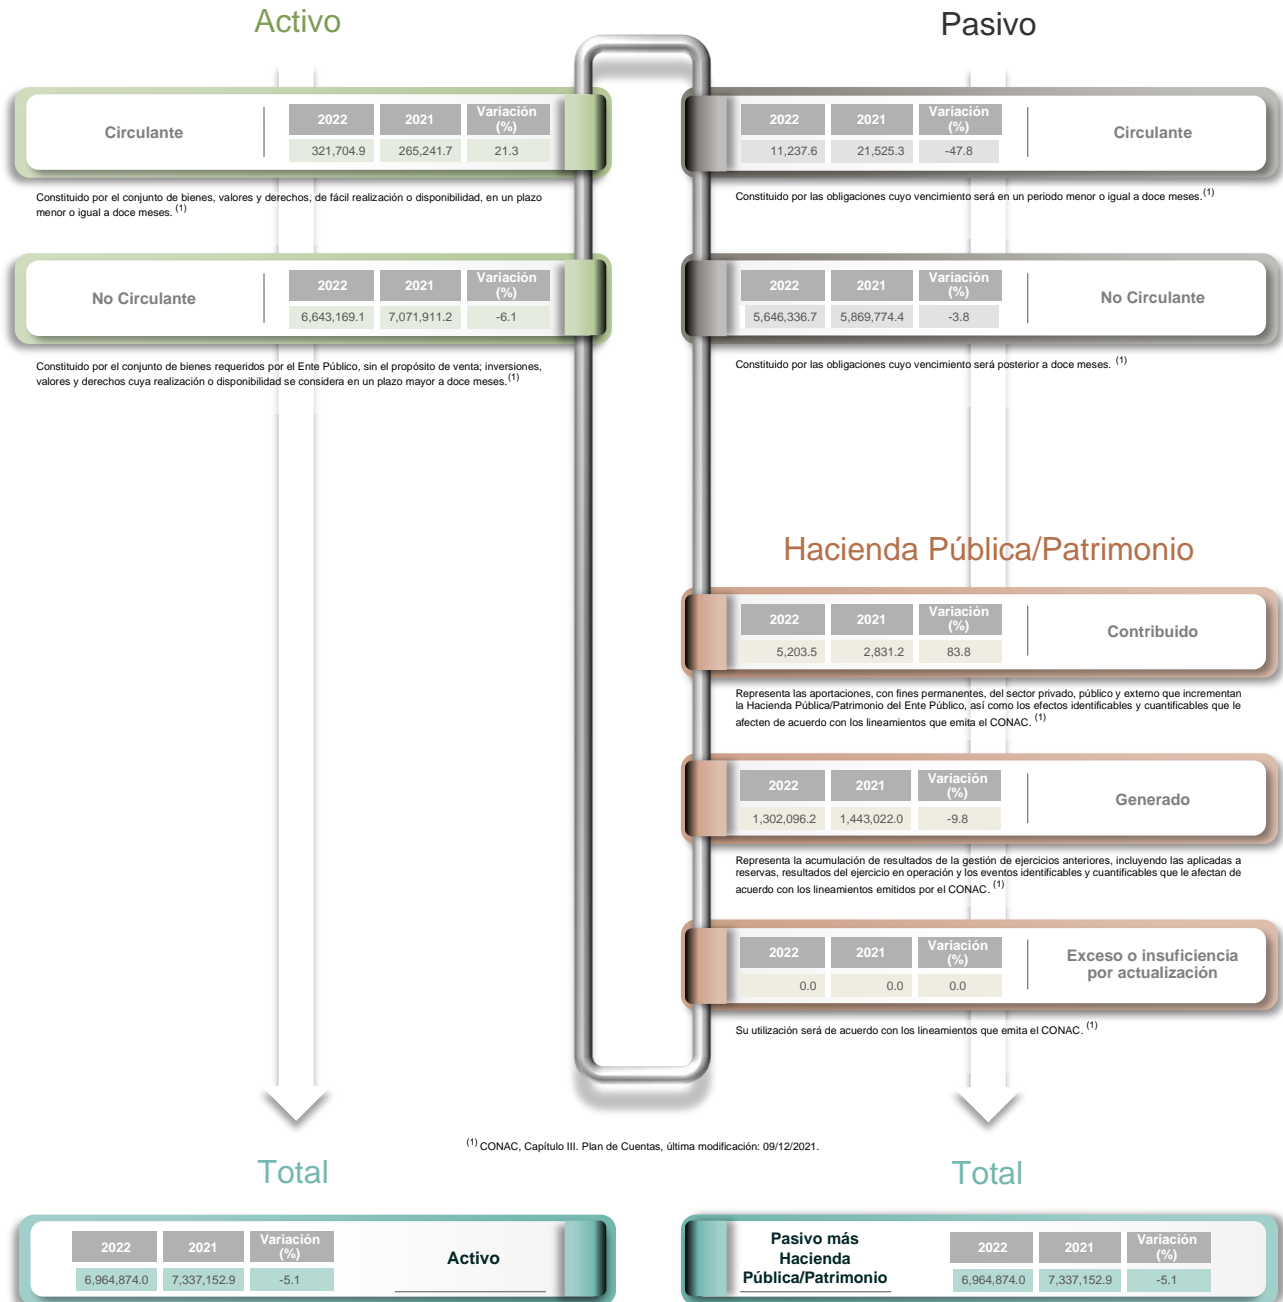 Activo
Circulante
2022 2021 Variación (%)
321,704.9 265,241.7 21.3
Constituido por el conjunto de bienes, valores y derechos, de fácil realización o disponibilidad, en un plazo
menor o igual a doce meses. (1)
No Circulante
2022 2021 Variación (%)
6,643,169.1 7,071,911.2 -6.1
Constituido por el conjunto de bienes requeridos por el Ente Público, sin el propósito de venta; inversiones,
valores y derechos cuya realización o disponibilidad se considera en un plazo mayor a doce meses. (1)
Pasivo
2022 2021 Variación (%)
11,237.6 21,525.3 -47.8
Circulante
Constituido por las obligaciones cuyo vencimiento será en un periodo menor o igual a doce meses. (1)
2022 2021 Variación (%)
5,646,336.7 5,869,774.4 -3.8
No Circulante
Constituido por las obligaciones cuyo vencimiento será posterior a doce meses. (1)
Hacienda Pública/Patrimonio
2022 2021 Variación (%)
5,203.5 2,831.2 83.8
Contribuido
Representa las aportaciones, con fines permanentes, del sector privado, público y externo que incrementan
la Hacienda Pública/Patrimonio del Ente Público, así como los efectos identificables y cuantificables que le
afecten de acuerdo con los lineamientos que emita el CONAC. (1)
2022 2021 Variación (%)
1,302,096.2 1,443,022.0 -9.8
Generado
Representa la acumulación de resultados de la gestión de ejercicios anteriores, incluyendo las aplicadas a
reservas, resultados del ejercicio en operación y los eventos identificables y cuantificables que le afectan de
acuerdo con los lineamientos emitidos por el CONAC. (1)
2022 2021 Variación (%)
0.0 0.0 0.0
Exceso o insuficiencia
por actualización
Su utilización será de acuerdo con los lineamientos que emita el CONAC. (1)
(1) CONAC, Capítulo III. Plan de Cuentas, última modificación: 09/12/2021.
Total
2022 2021 Variación (%)
6,964,874.0 7,337,152.9 -5.1
Activo
Total
Pasivo más
Hacienda
Pública/Patrimonio
2022 2021 Variación (%)
6,964,874.0 7,337,152.9 -5.1